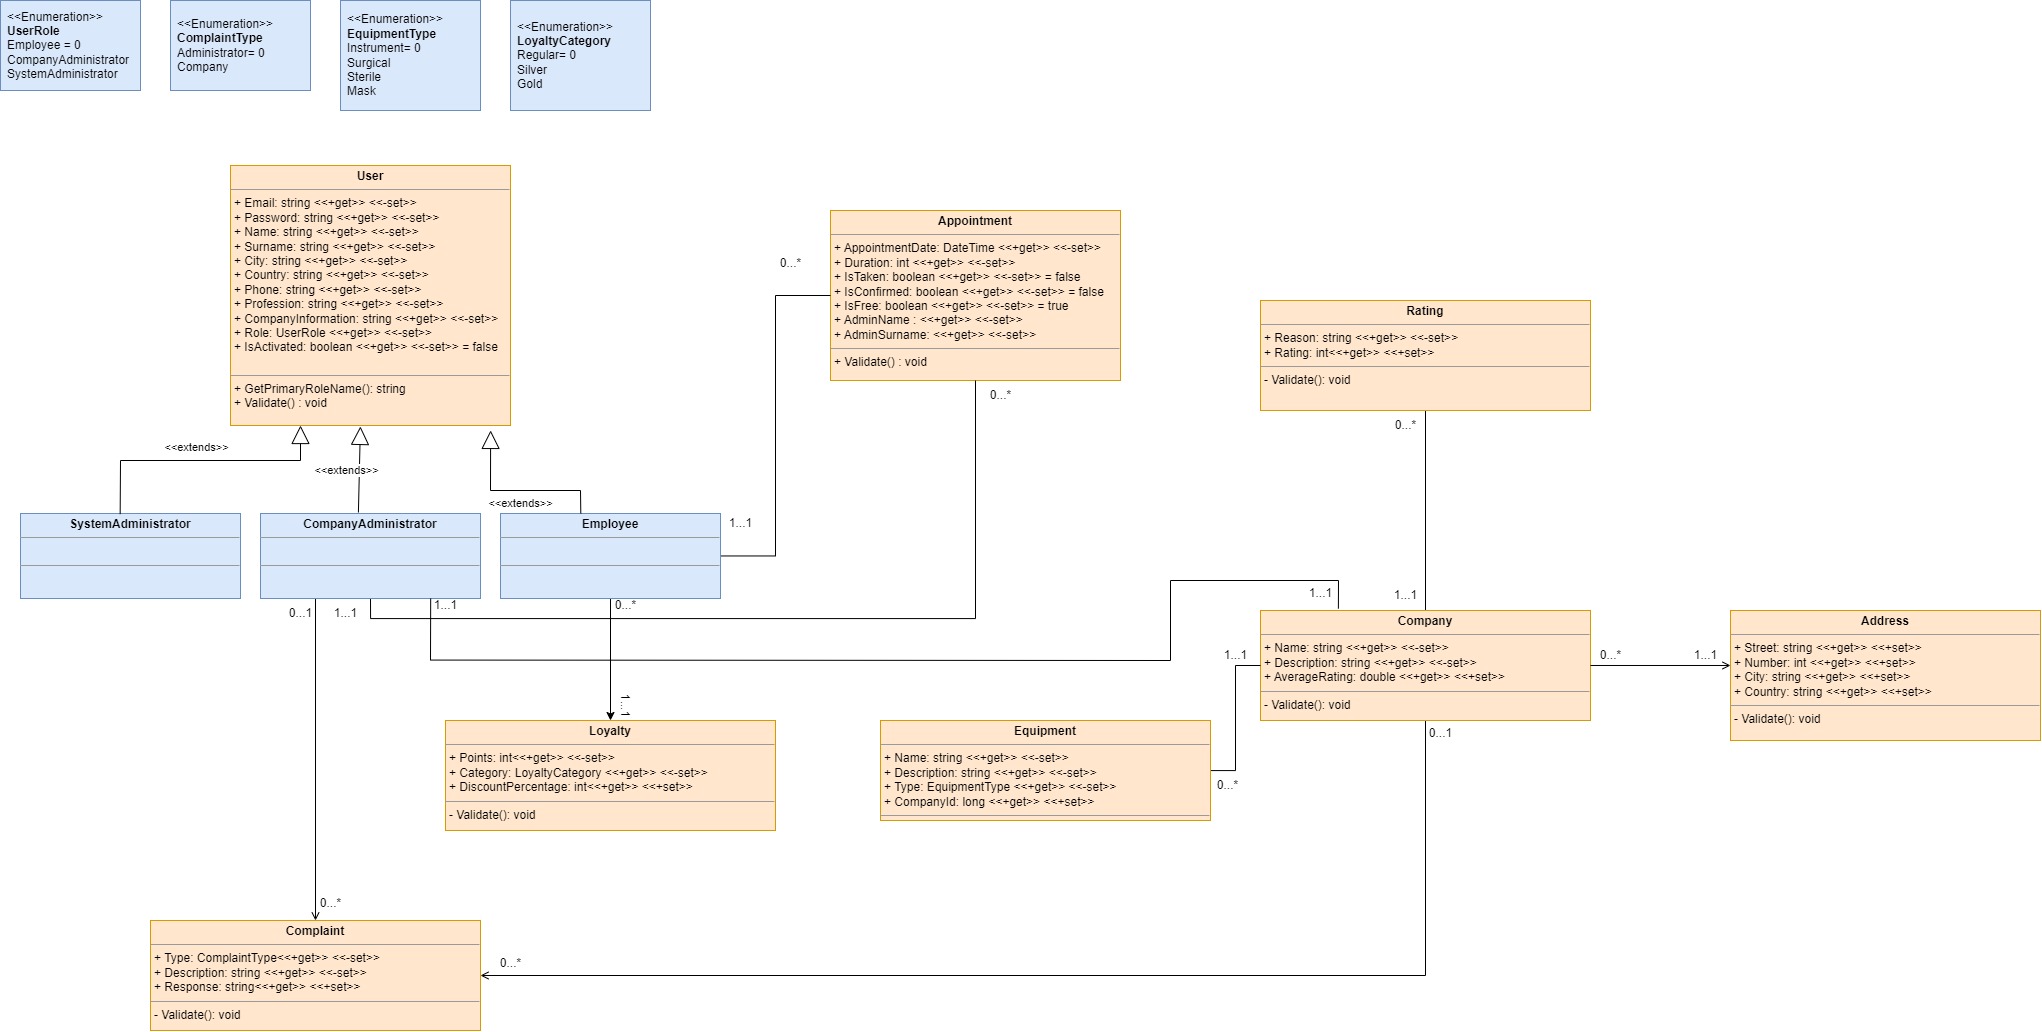 <<Enumeration>>
UserRole
Employee = 0
CompanyAdministrator
SystemAdministrator
<<Enumeration>>
ComplaintType
Administrator= 0
Company
<<Enumeration>>
EquipmentType
Instrument= 0
Surgical
Sterile
Mask
<<Enumeration>>
LoyaltyCategory
Regular= 0
Silver
Gold
User
+ Email: string <<+get>> <<-set>>
+ Password: string <<+get>> <<-set>>
+ Name: string <<+get>> <<-set>>
+ Surname: string <<+get>> <<-set>>
+ City: string <<+get>> <<-set>>
+ Country: string <<+get>> <<-set>>
+ Phone: string <<+get>> <<-set>>
+ Profession: string <<+get>> <<-set>>
+ CompanyInformation: string <<+get>> <<-set>>
+ Role: UserRole <<+get>> <<-set>>
+ IsActivated: boolean <<+get>> <<-set>> = false
+ GetPrimaryRoleName(): string
+ Validate() : void
Appointment
+ AppointmentDate: DateTime <<+get>> <<-set>>
+ Duration: int <<+get>> <<-set>>
+ IsTaken: boolean <<+get>> <<-set>> = false
+ IsConfirmed: boolean <<+get>> <<-set>> = false
+ IsFree: boolean <<+get>> <<-set>> = true
+ AdminName : <<+get>> <<-set>>
+ AdminSurname: <<+get>> <<-set>>
+ Validate() : void
0...*
0...*
Rating
+ Reason: string <<+get>> <<-set>>
+ Rating: int<<+get>> <<+set>>
- Validate(): void
0...*
1...1
<<extends>>
<<extends>>
<<extends>>
SystemAdministrator
CompanyAdministrator
Employee
1...1
0...1
1...1
1...1
0...*
1...1
1...1
Company
+ Name: string <<+get>> <<-set>>
+ Description: string <<+get>> <<-set>>
+ AverageRating: double <<+get>> <<+set>>
- Validate(): void
1...1
0...*
1...1
0...1
Address
+ Street: string <<+get>> <<+set>>
+ Number: int <<+get>> <<+set>>
+ City: string <<+get>> <<+set>>
+ Country: string <<+get>> <<+set>>
- Validate(): void
Loyalty
+ Points: int<<+get>> <<-set>>
+ Category: LoyaltyCategory <<+get>> <<-set>>
+ DiscountPercentage: int<<+get>> <<+set>>
- Validate(): void
Equipment
+ Name: string <<+get>> <<-set>>
+ Description: string <<+get>> <<-set>>
+ Type: EquipmentType <<+get>> <<-set>>
+ CompanyId: long <<+get>> <<+set>>
0...*
0...*
Complaint
+ Type: ComplaintType<<+get>> <<-set>>
+ Description: string <<+get>> <<-set>>
+ Response: string<<+get>> <<+set>>
- Validate(): void
0...*